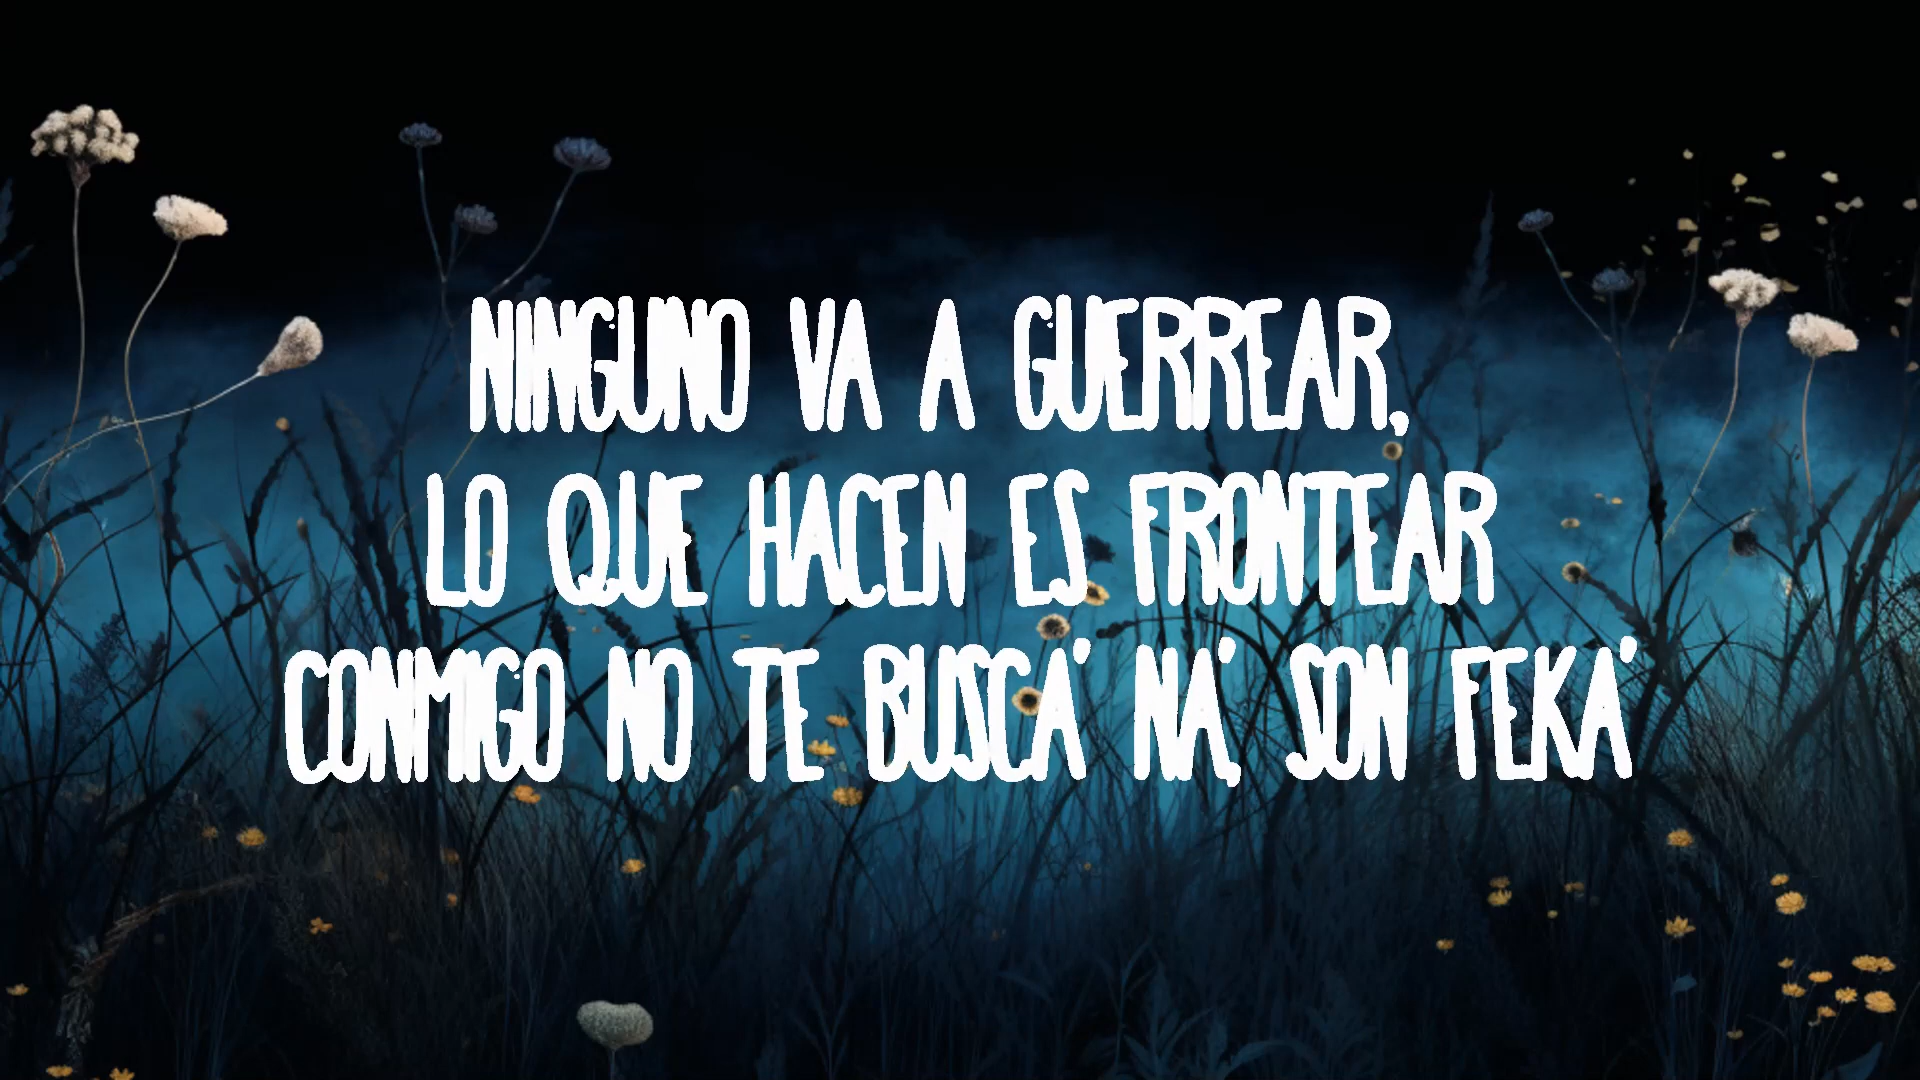 NINGUNO VA A GUERREAR,
LO QUE HACEN ES FRONTEAR
CONMIGO NO TE BUSCA' NA', SON FEKA'